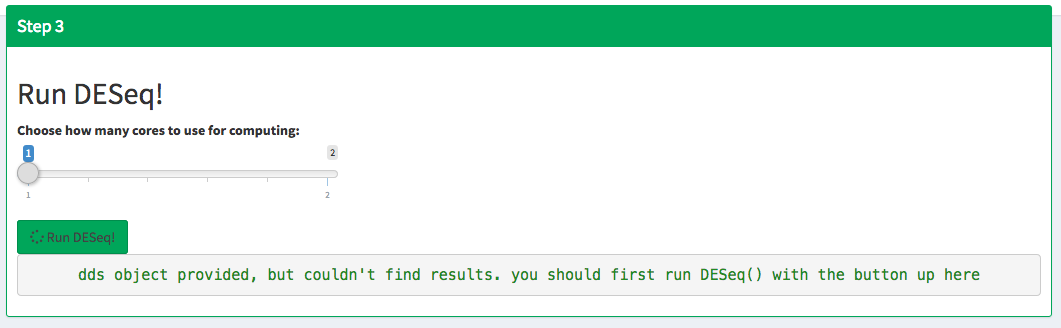 Step 3
Run DESeq!
Choose how many cores to use for computing:
1 2
1 2
Run DESeq!
dds object provided, but couldn't find results. you should first run DESeq() with the button up here